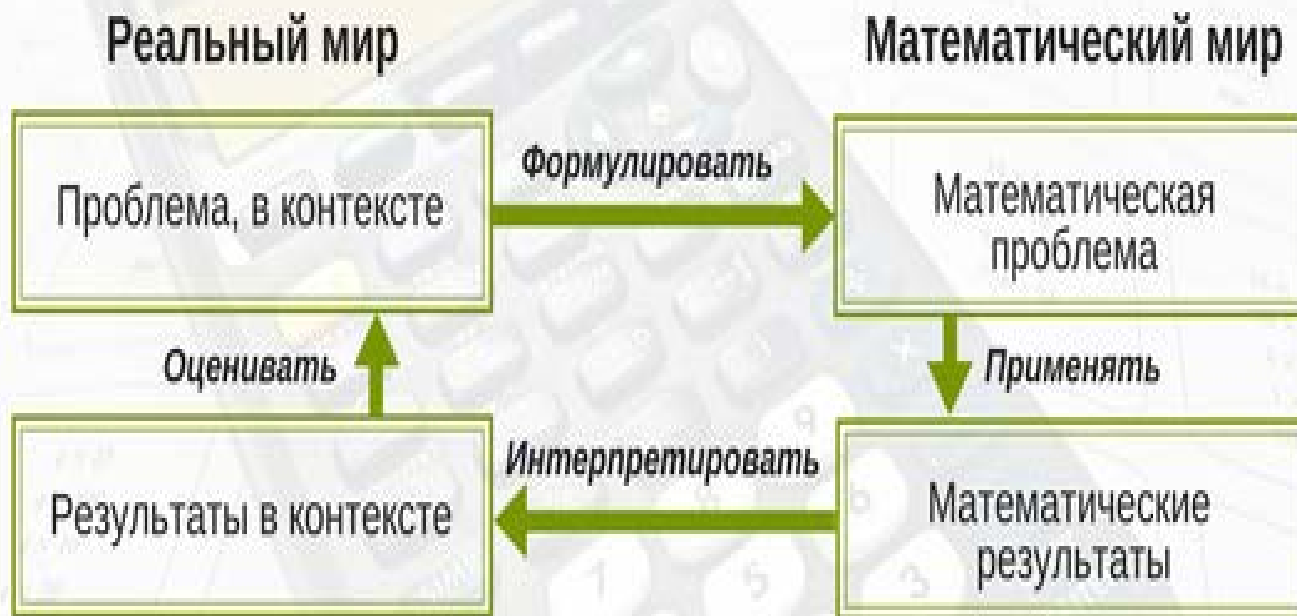 Реальный мир
Математический мир
Проблема, в контексте
Формулировать
Математическая
проблема
Оценивать
Применять
Результаты в контексте
Интерпретировать
Математические
результаты